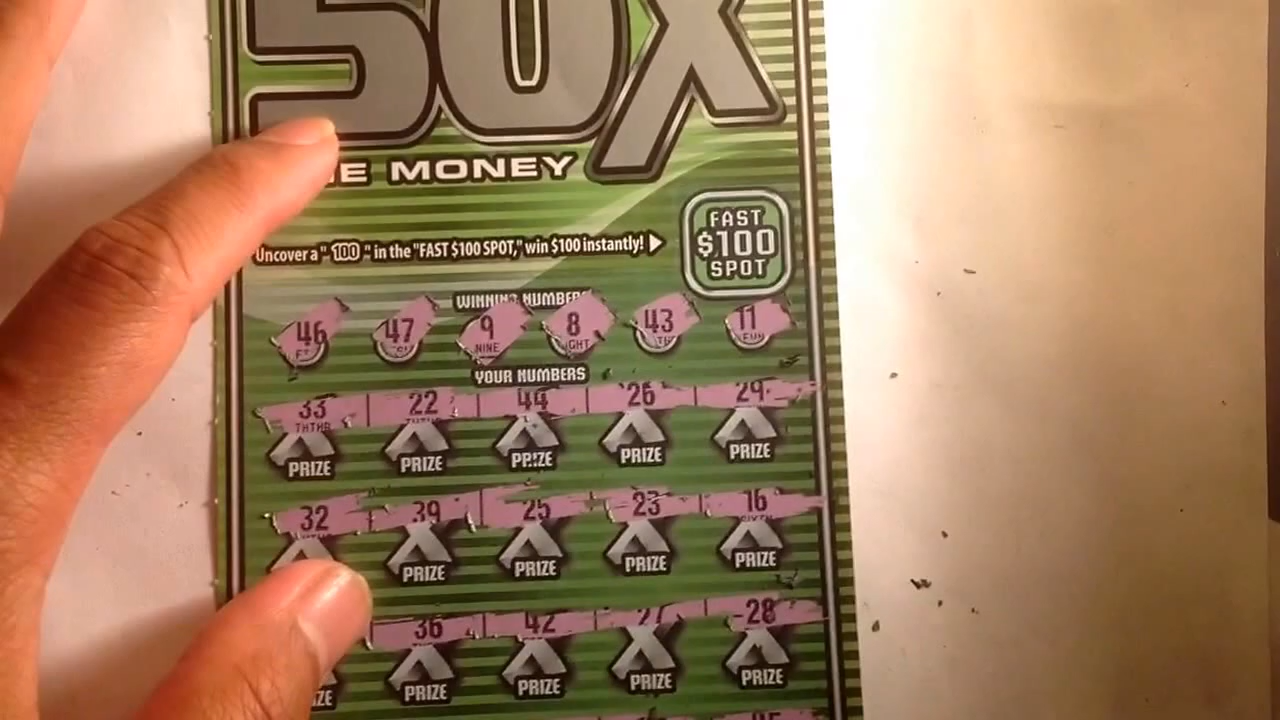 50X
E MONEY
Uncover a "100" in the "FAST $100 SPOT," win $100 instantly!
FAST
$100
SPOT
WINNING NUMBERS
46 47 9 8 43 11
NINE
YOUR NUMBERS
33 22 44 26 29
PRIZE PRIZE PRIZE PRIZE PRIZE
32 39 25 23 16
PRIZE PRIZE PRIZE PRIZE
36 42 27 28
PRIZE PRIZE PRIZE PRIZE